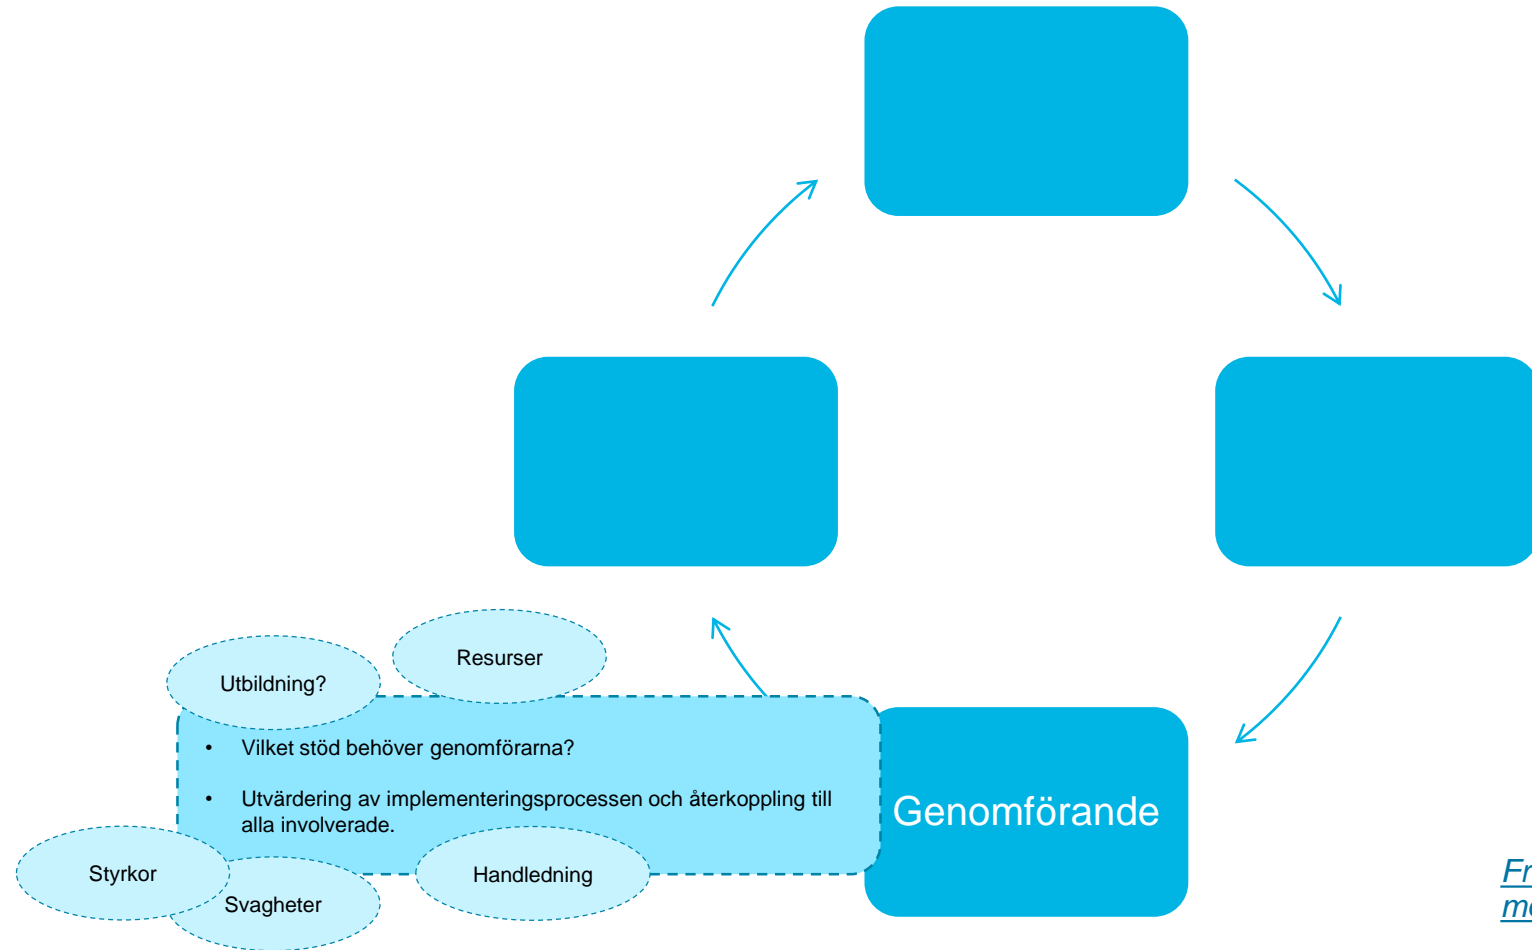 Resurser
Utbildning?
• Vilket stöd behöver genomförarna?
• Utvärdering av implementeringsprocessen och återkoppling till
alla involverade.
Genomförande
Styrkor
Handledning
Svagheter